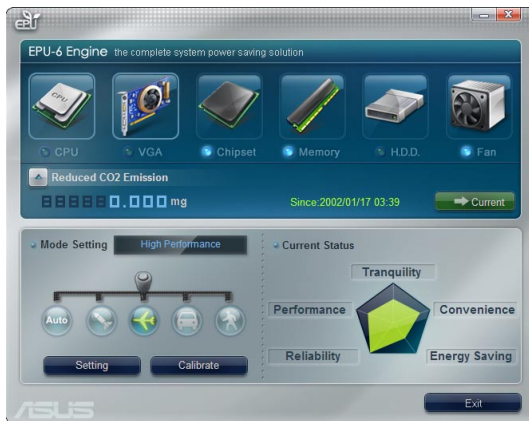 EPU
EPU-6 Engine the complete system power saving solution
CPU
CPU
VGA
Chipset
Memory
H.D.D.
Fan
Reduced CO2 Emission
0.000 mg
Since:2002/01/17 03:39
Current
Mode Setting
High Performance
Current Status
Auto
Tranquility
Performance
Convenience
Reliability
Energy Saving
Setting
Calibrate
ASUS
Exit